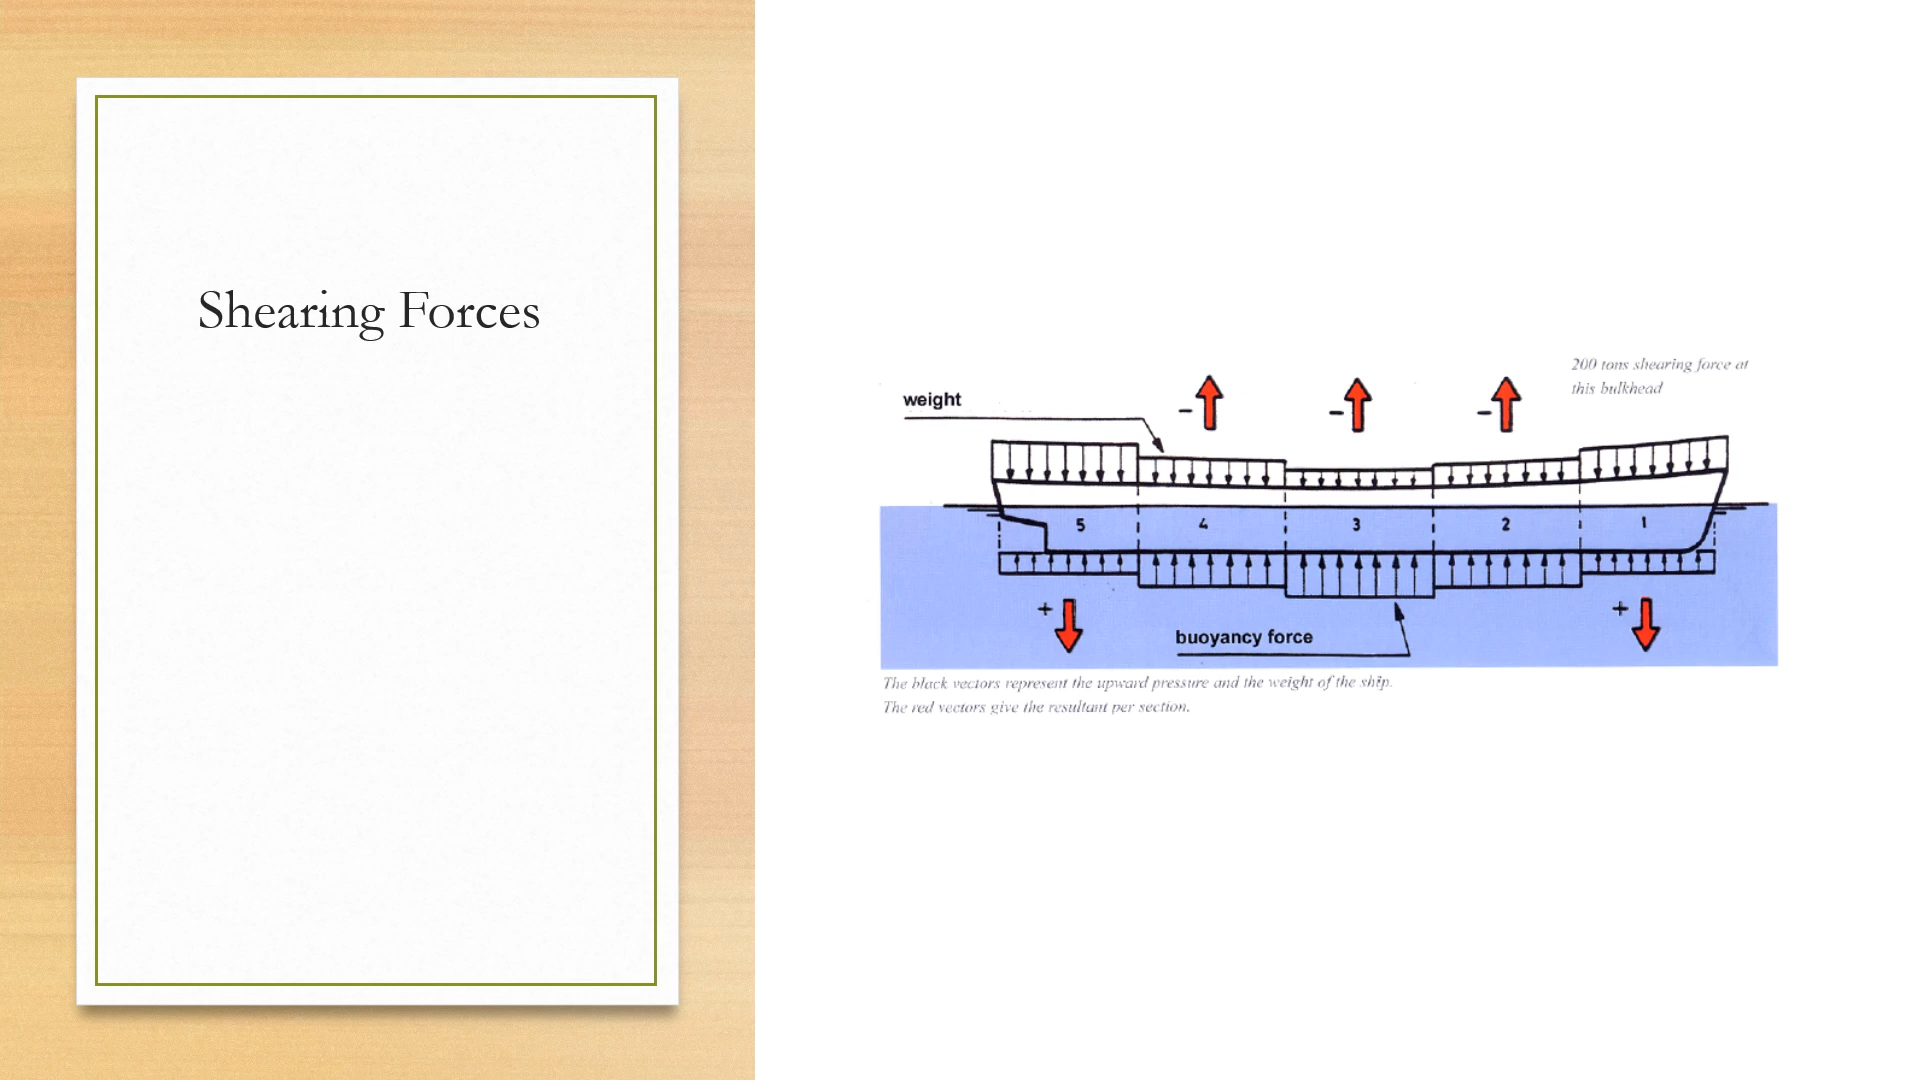 Shearing Forces
200 tons shearing force at
this bulkhead
weight
–
–
–
5
4
3
2
1
+
+
buoyancy force
The black vectors represent the upward pressure and the weight of the ship.
The red vectors give the resultant per section.